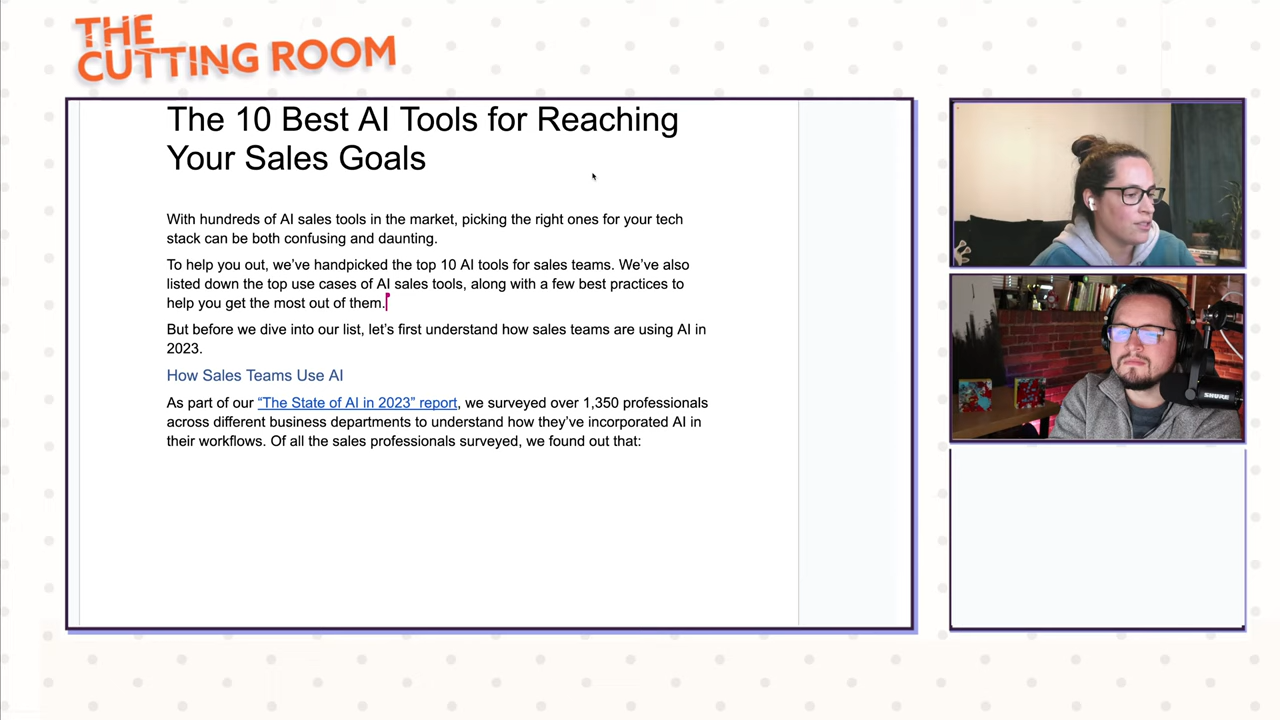 THE
CUTTING ROOM
The 10 Best AI Tools for Reaching
Your Sales Goals
With hundreds of AI sales tools in the market, picking the right ones for your tech
stack can be both confusing and daunting.
To help you out, we’ve handpicked the top 10 AI tools for sales teams. We’ve also
listed down the top use cases of AI sales tools, along with a few best practices to
help you get the most out of them.
But before we dive into our list, let’s first understand how sales teams are using AI in
2023.
How Sales Teams Use AI
As part of our “The State of AI in 2023” report, we surveyed over 1,350 professionals
across different business departments to understand how they’ve incorporated AI in
their workflows. Of all the sales professionals surveyed, we found out that:
SHURE